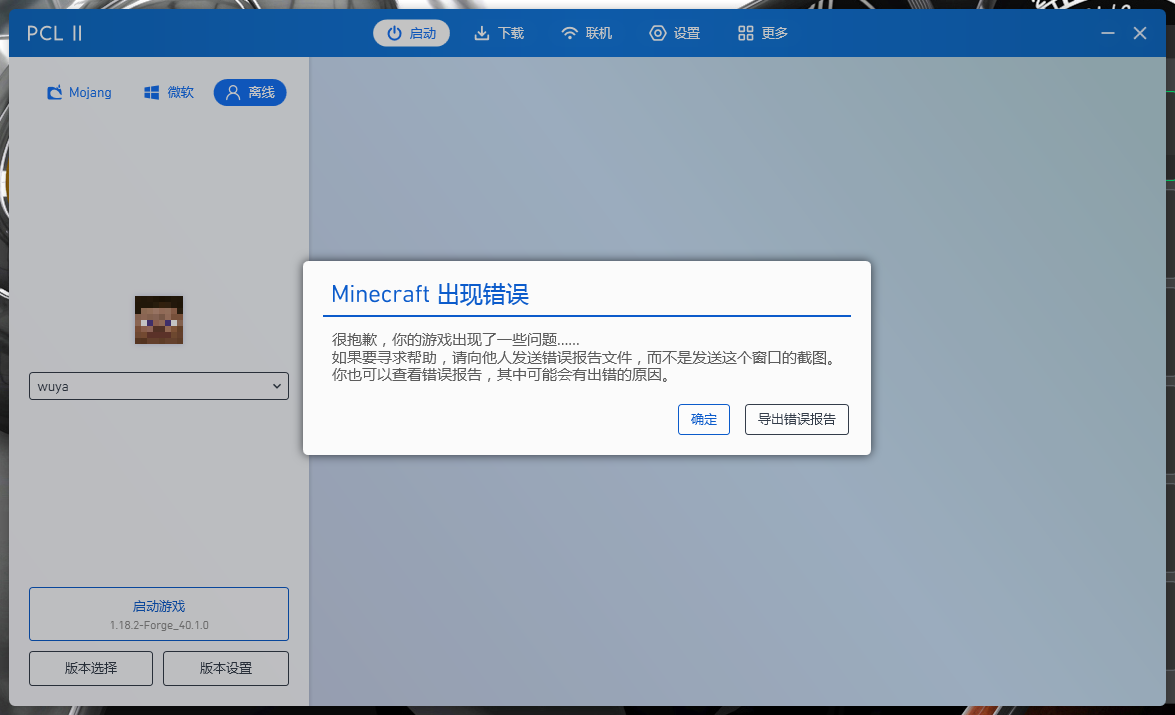 PCL II
启动
下载
联机
设置
更多
Mojang
微软
离线
wuya
Minecraft 出现错误
很抱歉，你的游戏出现了一些问题……
如果要寻求帮助，请向他人发送错误报告文件，而不是发送这个窗口的截图。
你也可以查看错误报告，其中可能会有出错的原因。
确定
导出错误报告
启动游戏
1.18.2-Forge_40.1.0
版本选择
版本设置